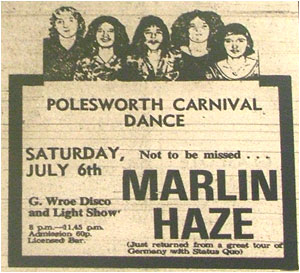 POLESWORTH CARNIVAL
DANCE
SATURDAY,
JULY 6th
Not to be missed . . .
MARLIN
HAZE
G. Wroe Disco
and Light Show
8 p.m.—11.45 p.m.
Admission 60p.
Licensed Bar.
(Just returned from a great tour of
Germany with Status Quo)